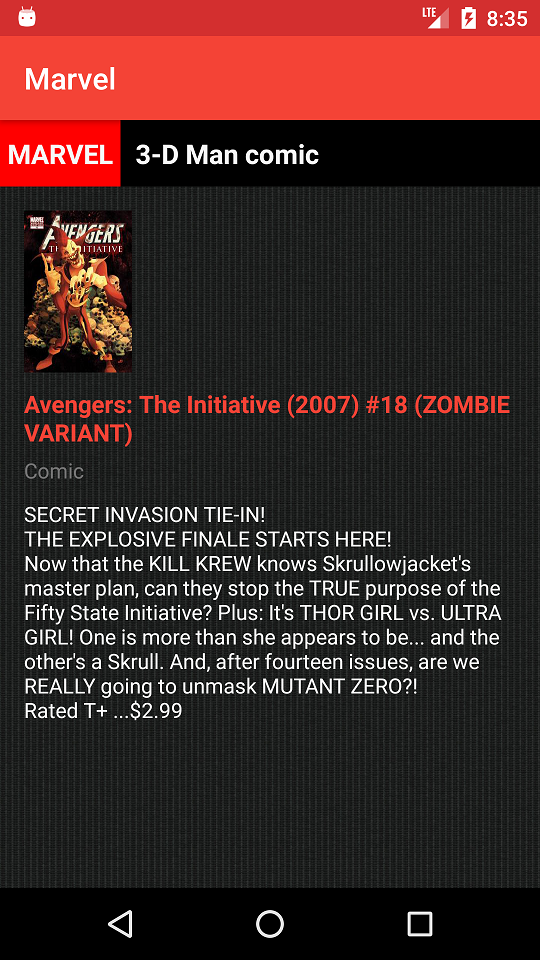 LTE 8:35
Marvel
MARVEL 3-D Man comic
MARVEL
AVENGERS
THE INITIATIVE
Avengers: The Initiative (2007) #18 (ZOMBIE
VARIANT)
Comic
SECRET INVASION TIE-IN!
THE EXPLOSIVE FINALE STARTS HERE!
Now that the KILL KREW knows Skrullowjacket's
master plan, can they stop the TRUE purpose of the
Fifty State Initiative? Plus: It's THOR GIRL vs. ULTRA
GIRL! One is more than she appears to be... and the
other's a Skrull. And, after fourteen issues, are we
REALLY going to unmask MUTANT ZERO?!
Rated T+ ...$2.99